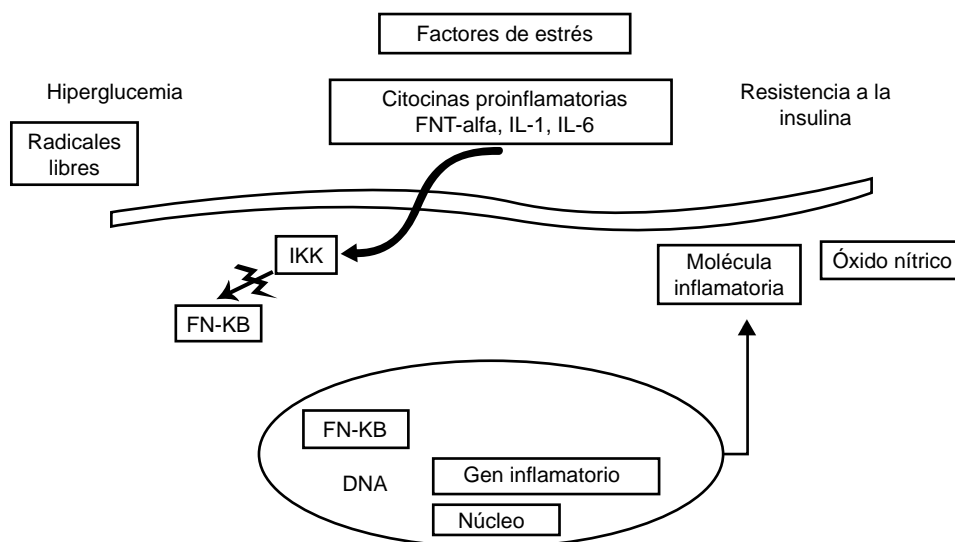 Factores de estrés
Hiperglucemia
Citocinas proinflamatorias
FNT-alfa, IL-1, IL-6
Resistencia a la
insulina
Radicales
libres
IKK
Molécula
inflamatoria
Óxido nítrico
FN-KB
FN-KB
DNA
Gen inflamatorio
Núcleo